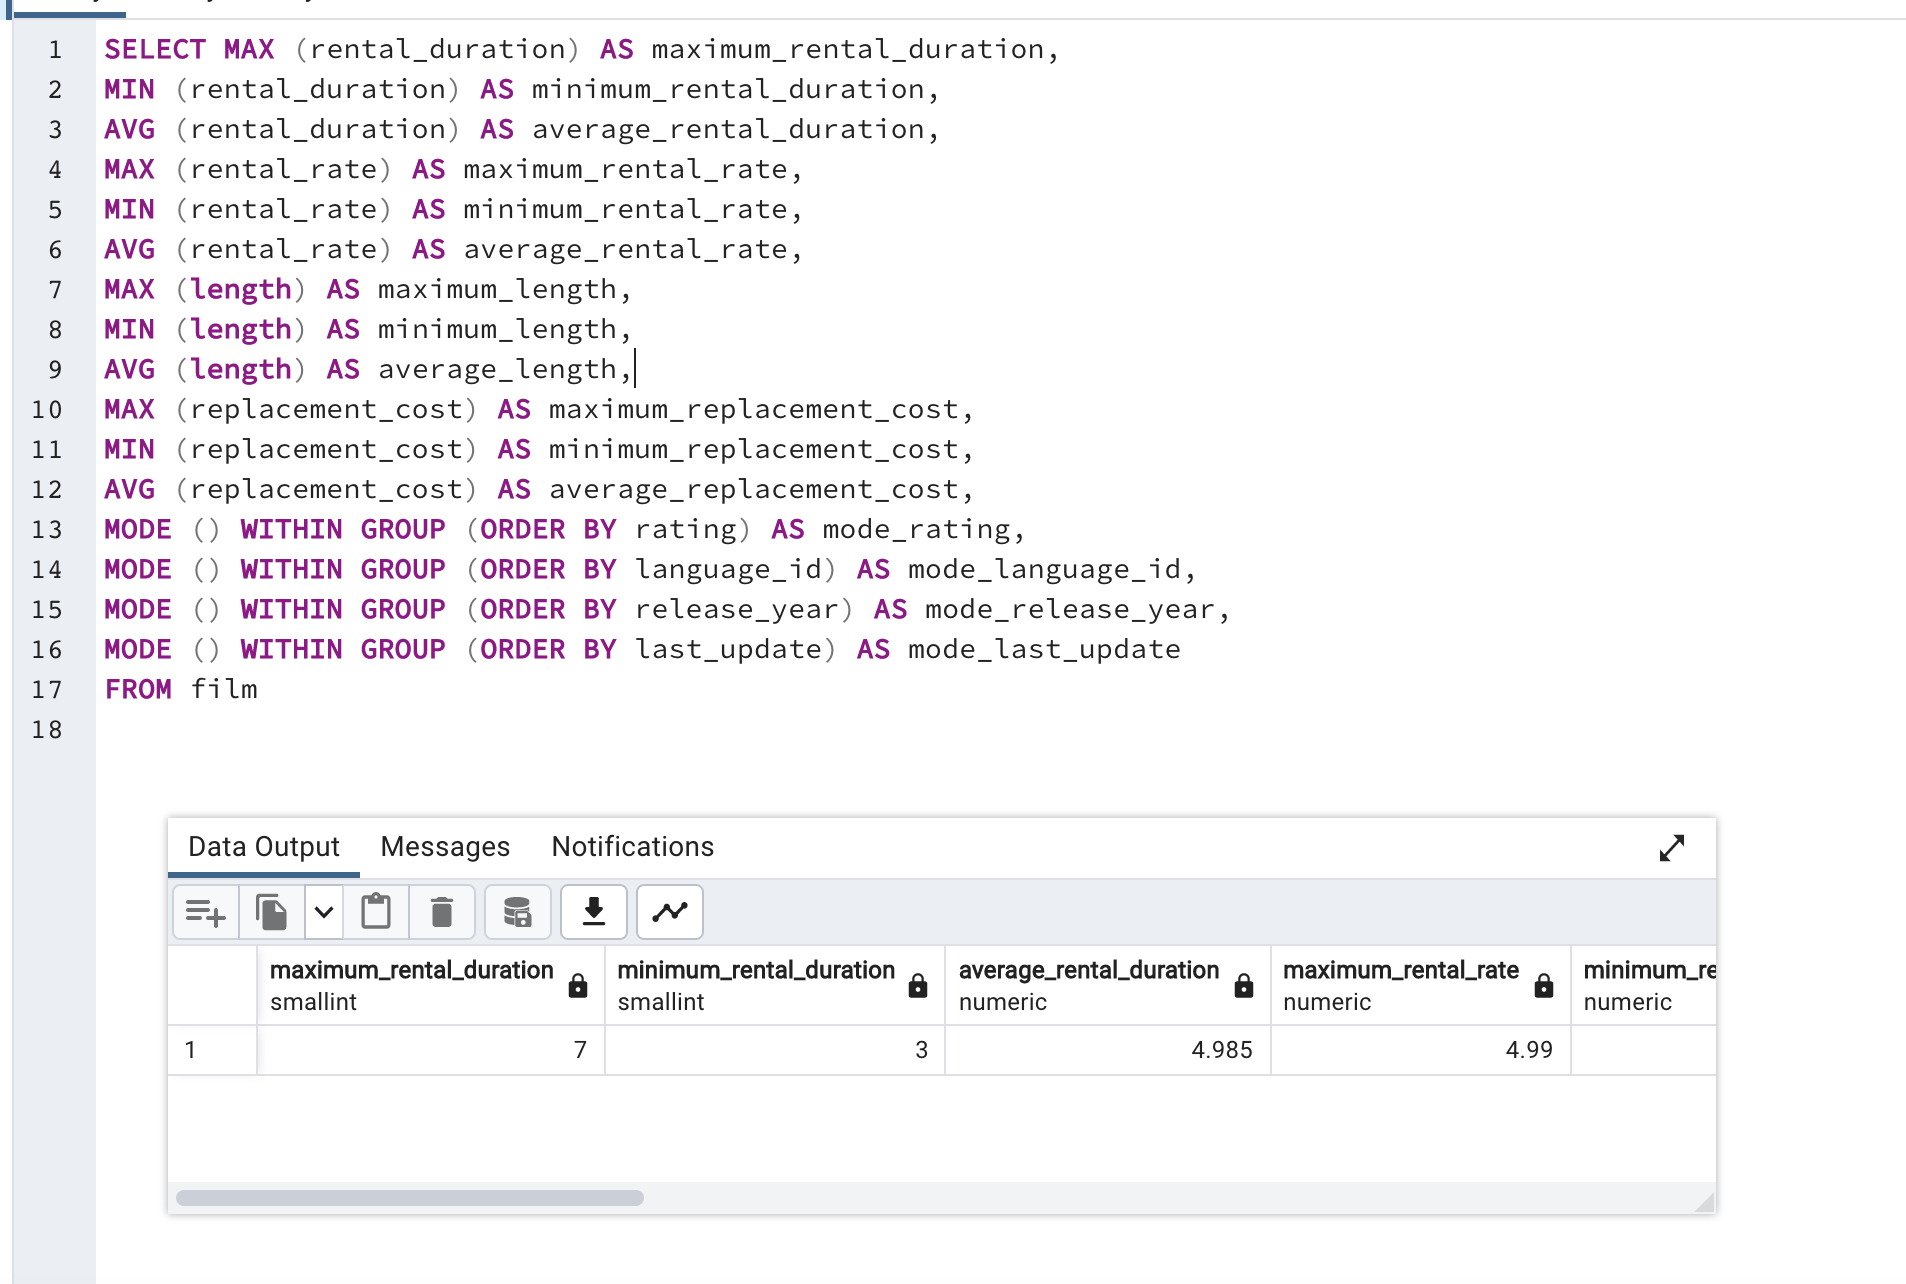 1 SELECT MAX (rental_duration) AS maximum_rental_duration,
2 MIN (rental_duration) AS minimum_rental_duration,
3 AVG (rental_duration) AS average_rental_duration,
4 MAX (rental_rate) AS maximum_rental_rate,
5 MIN (rental_rate) AS minimum_rental_rate,
6 AVG (rental_rate) AS average_rental_rate,
7 MAX (length) AS maximum_length,
8 MIN (length) AS minimum_length,
9 AVG (length) AS average_length,
10 MAX (replacement_cost) AS maximum_replacement_cost,
11 MIN (replacement_cost) AS minimum_replacement_cost,
12 AVG (replacement_cost) AS average_replacement_cost,
13 MODE () WITHIN GROUP (ORDER BY rating) AS mode_rating,
14 MODE () WITHIN GROUP (ORDER BY language_id) AS mode_language_id,
15 MODE () WITHIN GROUP (ORDER BY release_year) AS mode_release_year,
16 MODE () WITHIN GROUP (ORDER BY last_update) AS mode_last_update
17 FROM film
18
Data Output Messages Notifications
maximum_rental_duration minimum_rental_duration average_rental_duration maximum_rental_rate minimum_re
smallint smallint numeric numeric numeric
1 7 3 4.985 4.99